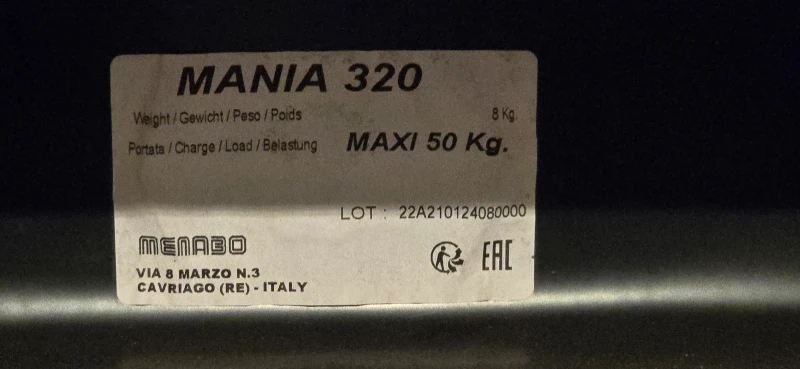 MANIA 320
Weight / Gewicht / Peso / Poids 8 Kg.
Portata / Charge / Load / Belastung MAXI 50 Kg.
LOT : 22A210124080000
MENABO
VIA 8 MARZO N.3
CAVRIAGO (RE) - ITALY
EAC